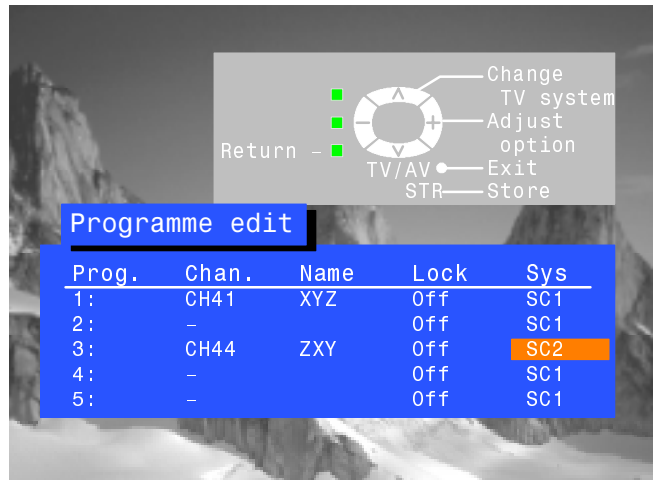 Change
TV system
Adjust
option
Return –
TV/AV Exit
STR Store
Programme edit
Prog. Chan. Name Lock Sys
1: CH41 XYZ Off SC1
2: – Off SC1
3: CH44 ZXY Off SC2
4: – Off SC1
5: – Off SC1